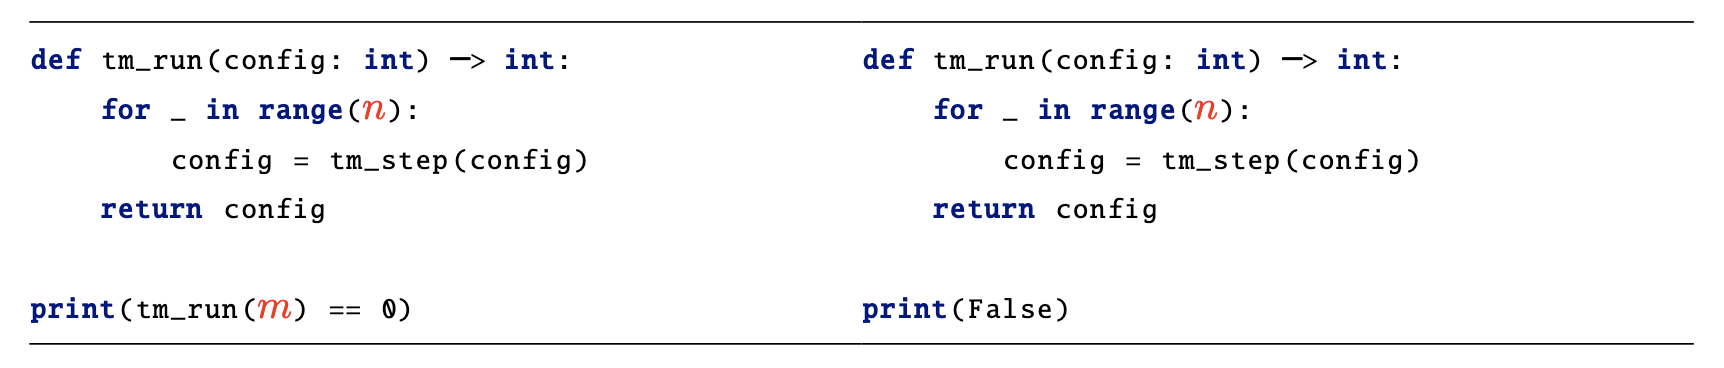 def tm_run(config: int) —> int:
    for _ in range(n):
        config = tm_step(config)
    return config
print(tm_run(m) == 0)
def tm_run(config: int) —> int:
    for _ in range(n):
        config = tm_step(config)
    return config
print(False)